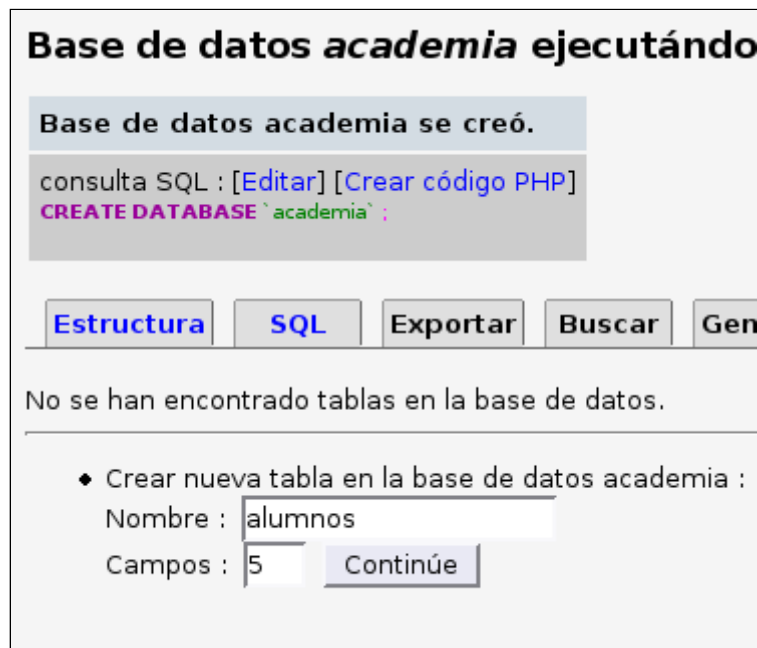 Base de datos academia ejecutándo
Base de datos academia se creó.
consulta SQL : [Editar] [Crear código PHP]
CREATE DATABASE `academia` ;
Estructura SQL Exportar Buscar Gen
No se han encontrado tablas en la base de datos.
Crear nueva tabla en la base de datos academia :
Nombre : alumnos
Campos : 5 Continúe